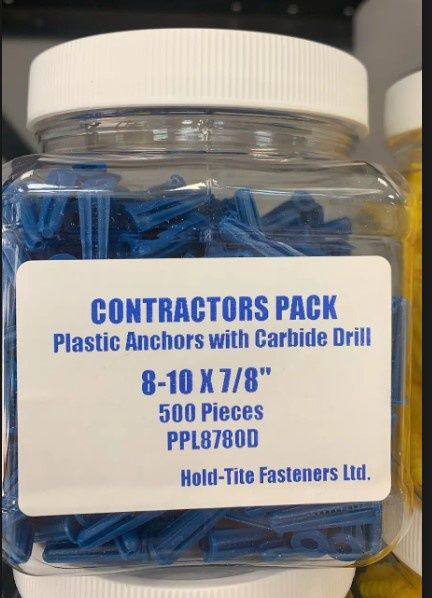 CONTRACTORS PACK
Plastic Anchors with Carbide Drill
8-10 X 7/8"
500 Pieces
PPL8780D
Hold-Tite Fasteners Ltd.